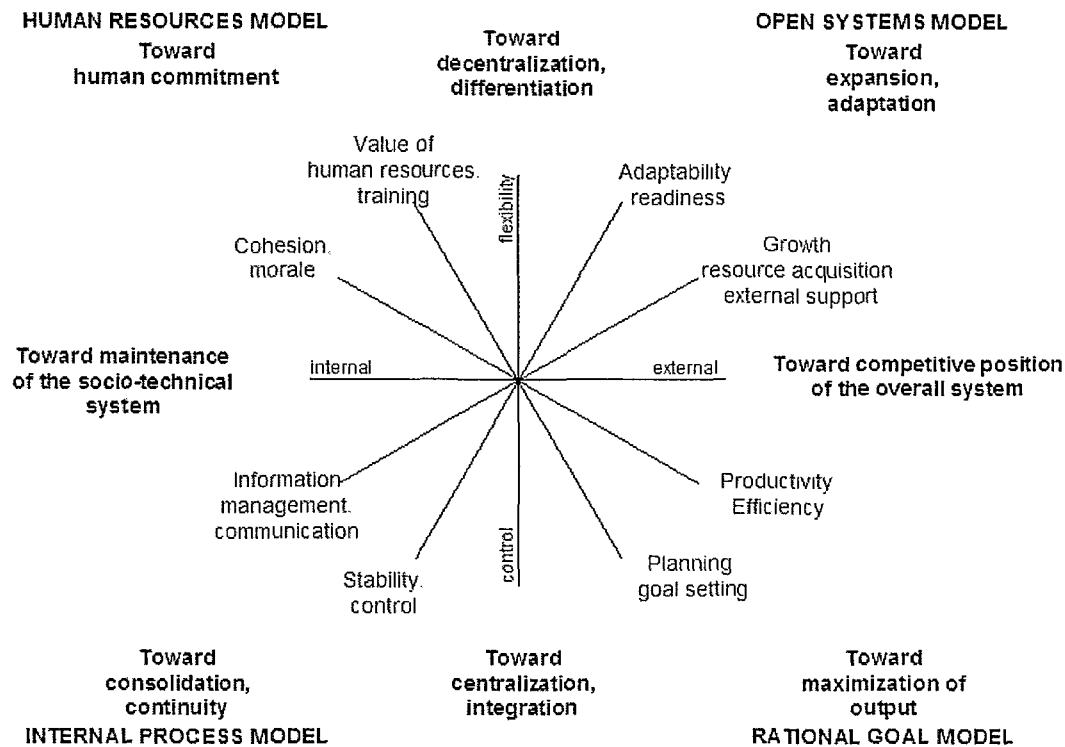 HUMAN RESOURCES MODEL
Toward
human commitment
Toward
decentralization,
differentiation
OPEN SYSTEMS MODEL
Toward
expansion,
adaptation
Value of
human resources.
training
flexibility
Adaptability
readiness
Cohesion.
morale
Growth
resource acquisition
external support
Toward maintenance
of the socio-technical
system
internal
external
Toward competitive position
of the overall system
Information
management.
communication
Productivity
Efficiency
control
Stability.
control
Planning
goal setting
Toward
consolidation,
continuity
INTERNAL PROCESS MODEL
Toward
centralization,
integration
Toward
maximization of
output
RATIONAL GOAL MODEL